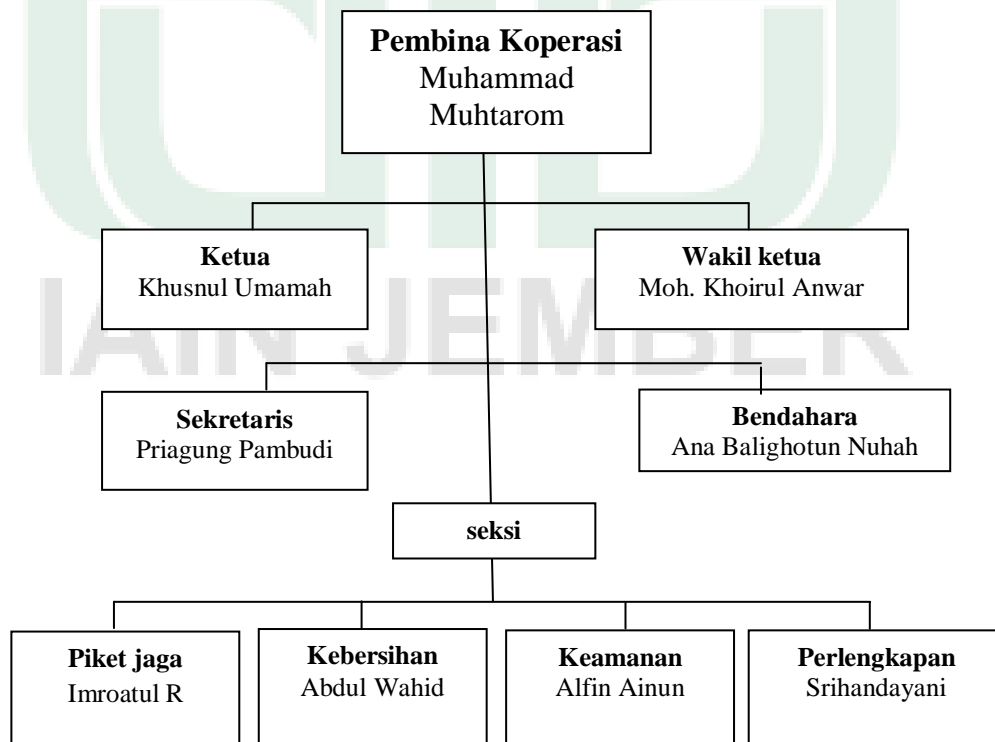 Pembina Koperasi
Muhammad
Muhtarom
Ketua
Khusnul Umamah
Wakil ketua
Moh. Khoirul Anwar
IAIN JEMBER
Sekretaris
Priagung Pambudi
Bendahara
Ana Balighotun Nuhah
seksi
Piket jaga
Imroatul R
Kebersihan
Abdul Wahid
Keamanan
Alfin Ainun
Perlengkapan
Srihandayani